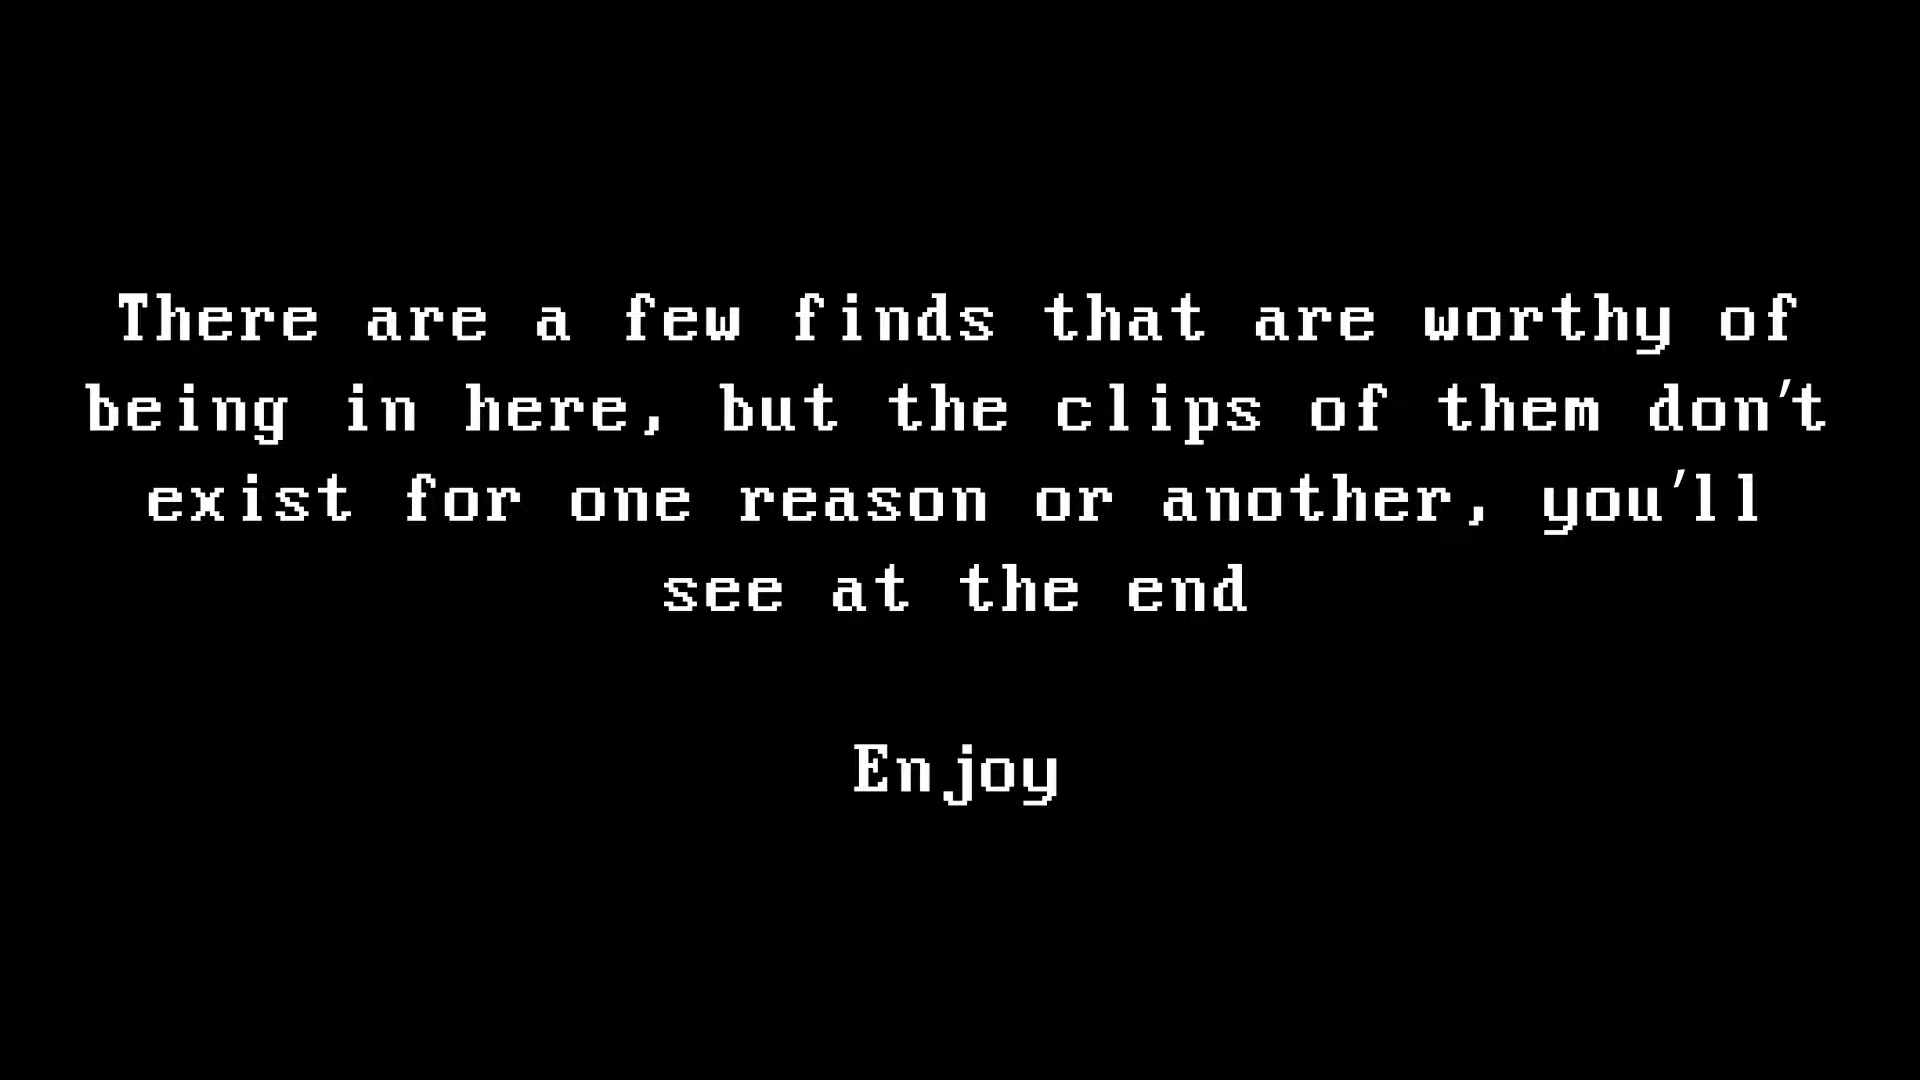 There are a few finds that are worthy of
being in here, but the clips of them don't
exist for one reason or another, you'll
see at the end
Enjoy